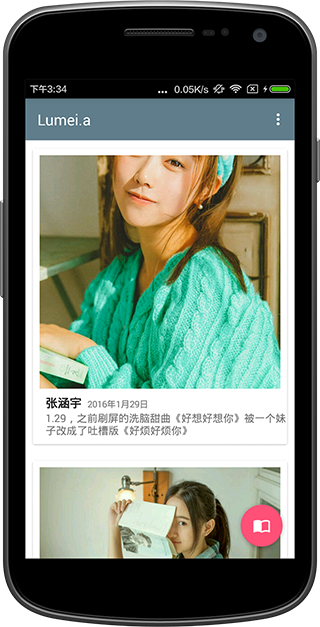 下午3:34 ... 0.05K/s
Lumei.a
张涵宇 2016年1月29日
1.29，之前刷屏的洗脑甜曲《好想好想你》被一个妹
子改成了吐槽版《好烦好烦你》